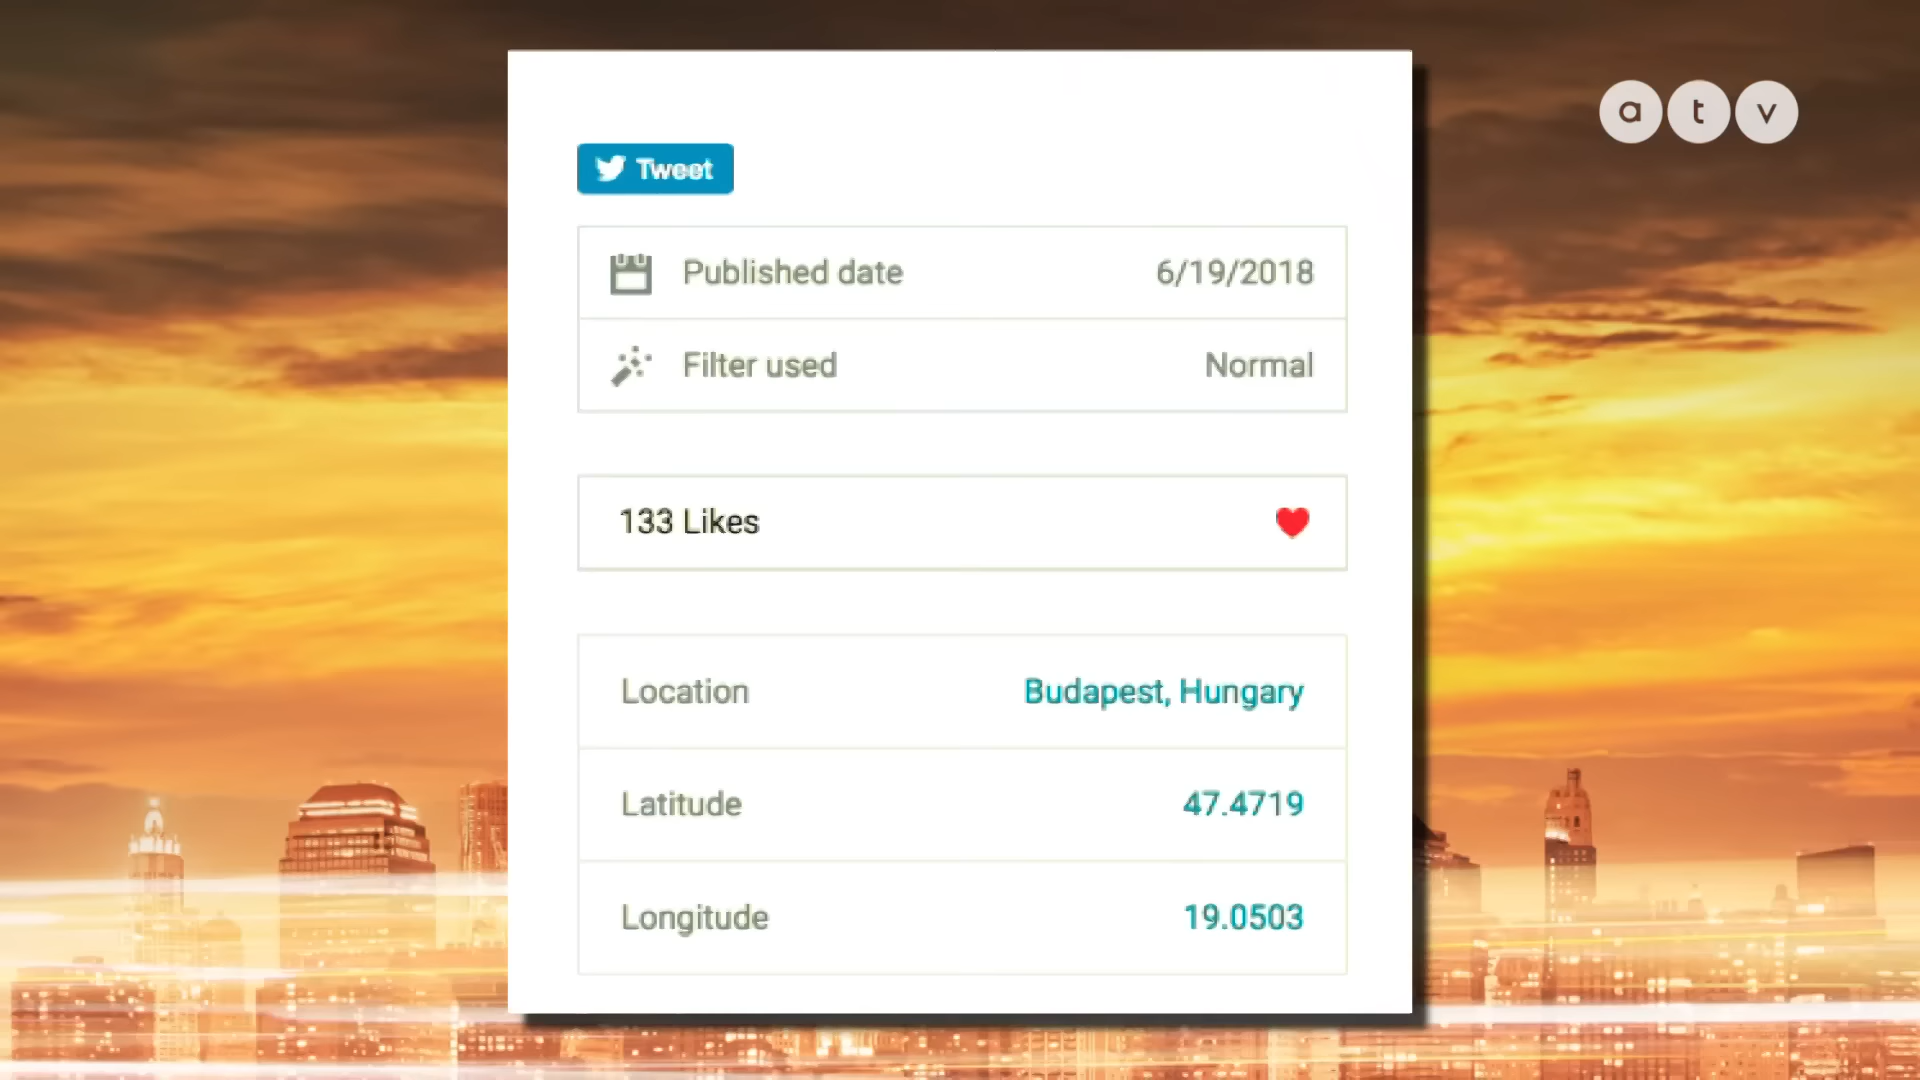 atv
Tweet
Published date 6/19/2018
Filter used Normal
133 Likes
Location Budapest, Hungary
Latitude 47.4719
Longitude 19.0503